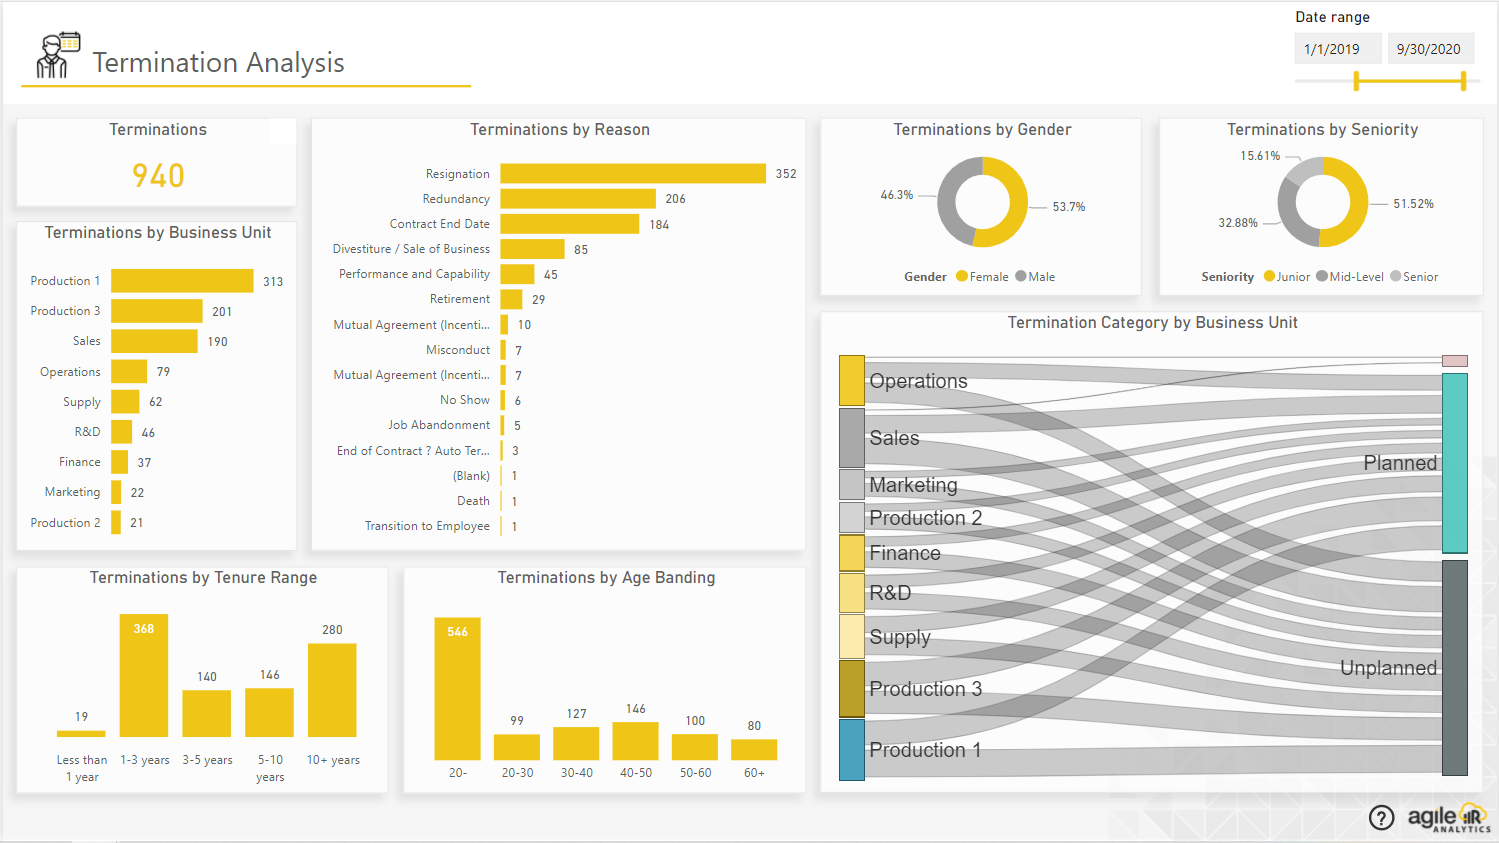 Date range
1/1/2019
9/30/2020
Termination Analysis
Terminations
940
Terminations by Business Unit
Production 1 313
Production 3 201
Sales 190
Operations 79
Supply 62
R&D 46
Finance 37
Marketing 22
Production 2 21
Terminations by Reason
Resignation 352
Redundancy 206
Contract End Date 184
Divestiture / Sale of Business 85
Performance and Capability 45
Retirement 29
Mutual Agreement (Incenti... 10
Misconduct 7
Mutual Agreement (Incenti... 7
No Show 6
Job Abandonment 5
End of Contract ? Auto Ter... 3
(Blank) 1
Death 1
Transition to Employee 1
Terminations by Gender
46.3%
53.7%
Gender Female Male
Terminations by Seniority
15.61%
51.52%
32.88%
Seniority Junior Mid-Level Senior
Termination Category by Business Unit
Operations
Sales
Marketing
Production 2
Finance
R&D
Supply
Production 3
Production 1
Planned
Unplanned
Terminations by Tenure Range
19
368
140
146
280
Less than
1 year
1-3 years
3-5 years
5-10
years
10+ years
Terminations by Age Banding
546
99
127
146
100
80
20-
20-30
30-40
40-50
50-60
60+
?
agile R
ANALYTICS